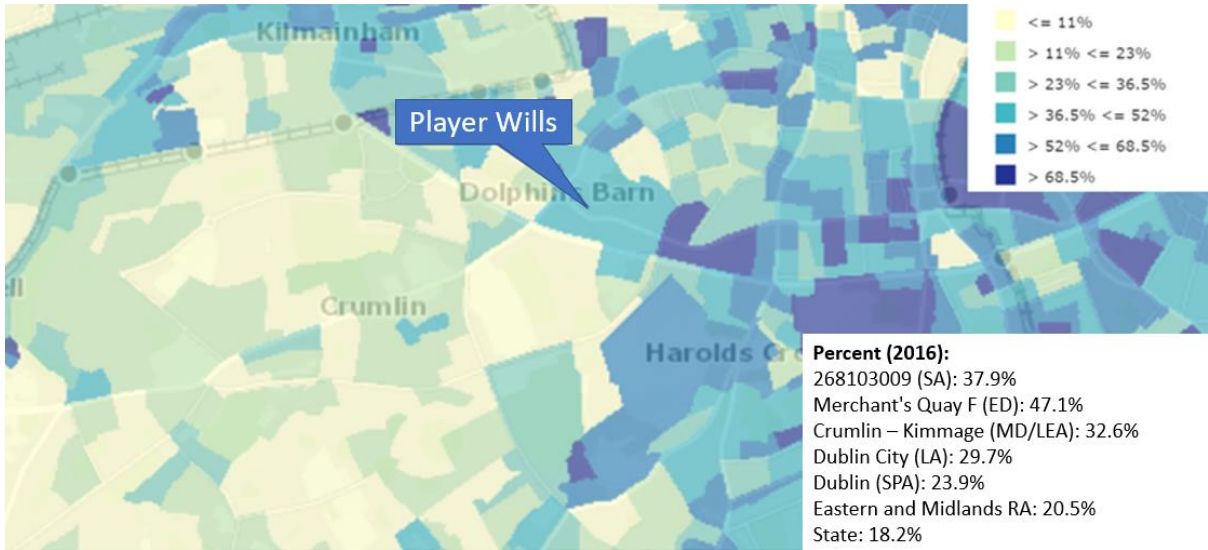 Kilmainham
<= 11%
> 11% <= 23%
> 23% <= 36.5%
> 36.5% <= 52%
> 52% <= 68.5%
> 68.5%
Player Wills
Dolphins Barn
ll
Crumlin
Harolds Cro
Percent (2016):
268103009 (SA): 37.9%
Merchant's Quay F (ED): 47.1%
Crumlin – Kimmage (MD/LEA): 32.6%
Dublin City (LA): 29.7%
Dublin (SPA): 23.9%
Eastern and Midlands RA: 20.5%
State: 18.2%